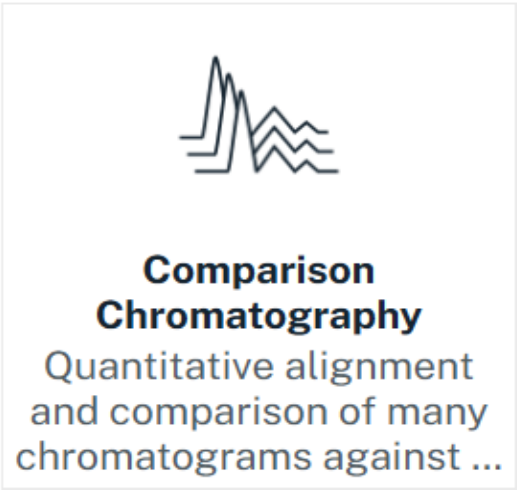 Comparison
Chromatography
Quantitative alignment
and comparison of many
chromatograms against ...